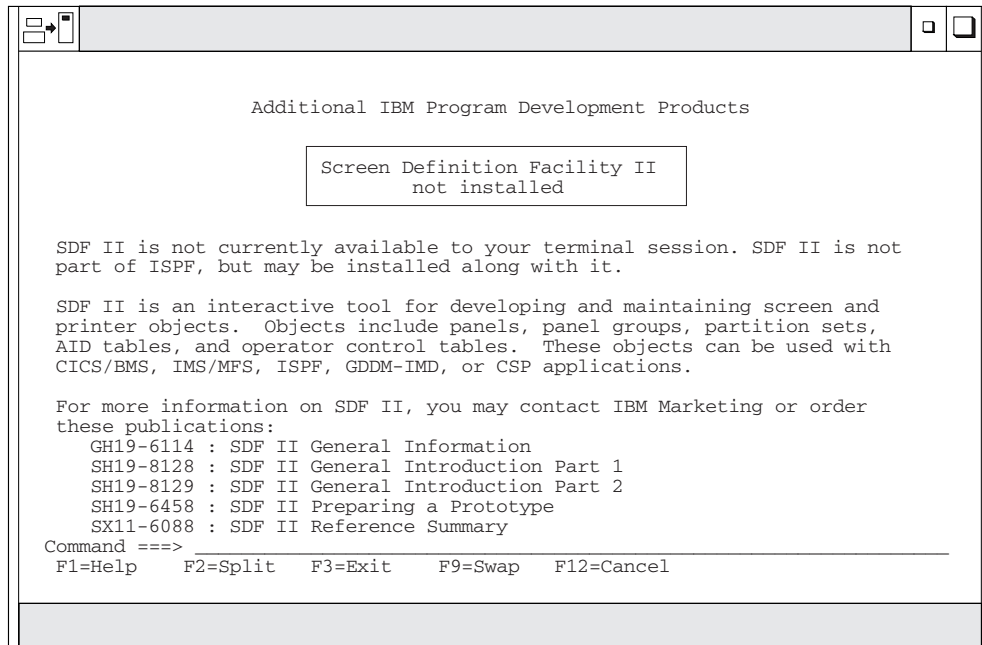 Additional IBM Program Development Products
Screen Definition Facility II
not installed
SDF II is not currently available to your terminal session. SDF II is not
part of ISPF, but may be installed along with it.
SDF II is an interactive tool for developing and maintaining screen and
printer objects.  Objects include panels, panel groups, partition sets,
AID tables, and operator control tables.  These objects can be used with
CICS/BMS, IMS/MFS, ISPF, GDDM-IMD, or CSP applications.
For more information on SDF II, you may contact IBM Marketing or order
these publications:
GH19-6114 : SDF II General Information
SH19-8128 : SDF II General Introduction Part 1
SH19-8129 : SDF II General Introduction Part 2
SH19-6458 : SDF II Preparing a Prototype
SX11-6088 : SDF II Reference Summary
Command ===> _______________________________________________________________
F1=Help    F2=Split   F3=Exit    F9=Swap   F12=Cancel